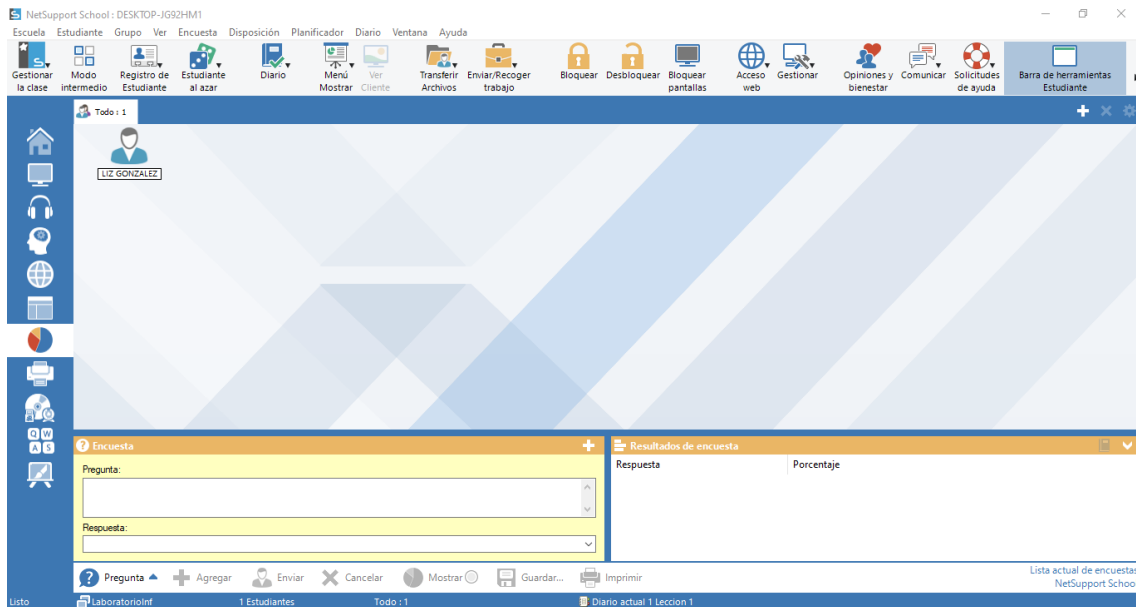 NetSupport School : DESKTOP-JG92HM1
Escuela Estudiante Grupo Ver Encuesta Disposición Planificador Diario Ventana Ayuda
Gestionar la clase
Modo intermedio
Registro de Estudiante
Estudiante al azar
Diario
Menú Mostrar
Ver Cliente
Transferir Archivos
Enviar/Recoger trabajo
Bloquear
Desbloquear
Bloquear pantallas
Acceso web
Gestionar
Opiniones y bienestar
Comunicar
Solicitudes de ayuda
Barra de herramientas Estudiante
Todo : 1
LIZ GONZALEZ
Q W
A S
Encuesta
Pregunta:
Respuesta:
Resultados de encuesta
Respuesta Porcentaje
Pregunta Agregar Enviar Cancelar Mostrar Guardar... Imprimir
Lista actual de encuestas
NetSupport Schoo
Listo LaboratorioInf 1 Estudiantes Todo : 1 Diario actual 1 Leccion 1